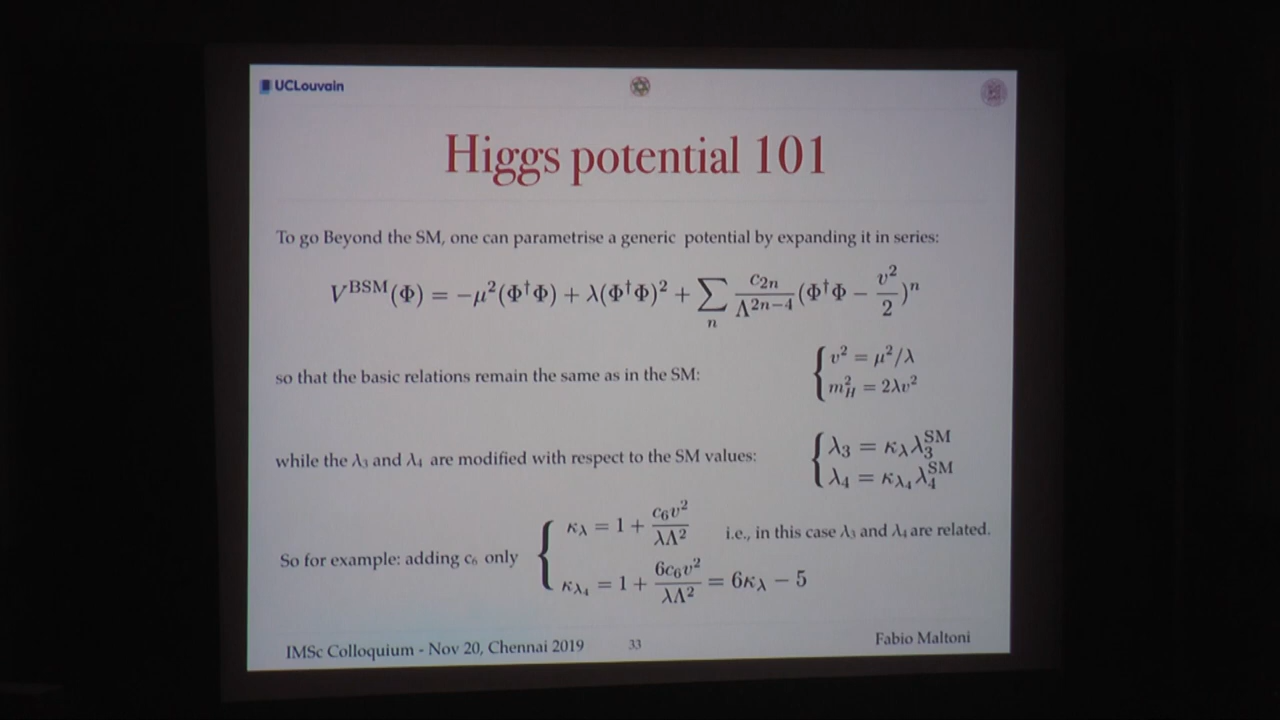 UCLouvain
Higgs potential 101
To go Beyond the SM, one can parametrise a generic potential by expanding it in series:
V^BSM(Φ) = −μ²(Φ†Φ) + λ(Φ†Φ)² + ∑_n c_2n/Λ^(2n−4) (Φ†Φ − v²/2)^n
so that the basic relations remain the same as in the SM: { v² = μ²/λ
m_H² = 2λv²
while the λ₃ and λ₄ are modified with respect to the SM values: { λ₃ = κ_λ λ₃^SM
λ₄ = κ_λ₄ λ₄^SM
So for example: adding c₆ only { κ_λ = 1 + c₆v²/λΛ² i.e., in this case λ₃ and λ₄ are related.
κ_λ₄ = 1 + 6c₆v²/λΛ² = 6κ_λ − 5
IMSc Colloquium - Nov 20, Chennai 2019 33 Fabio Maltoni